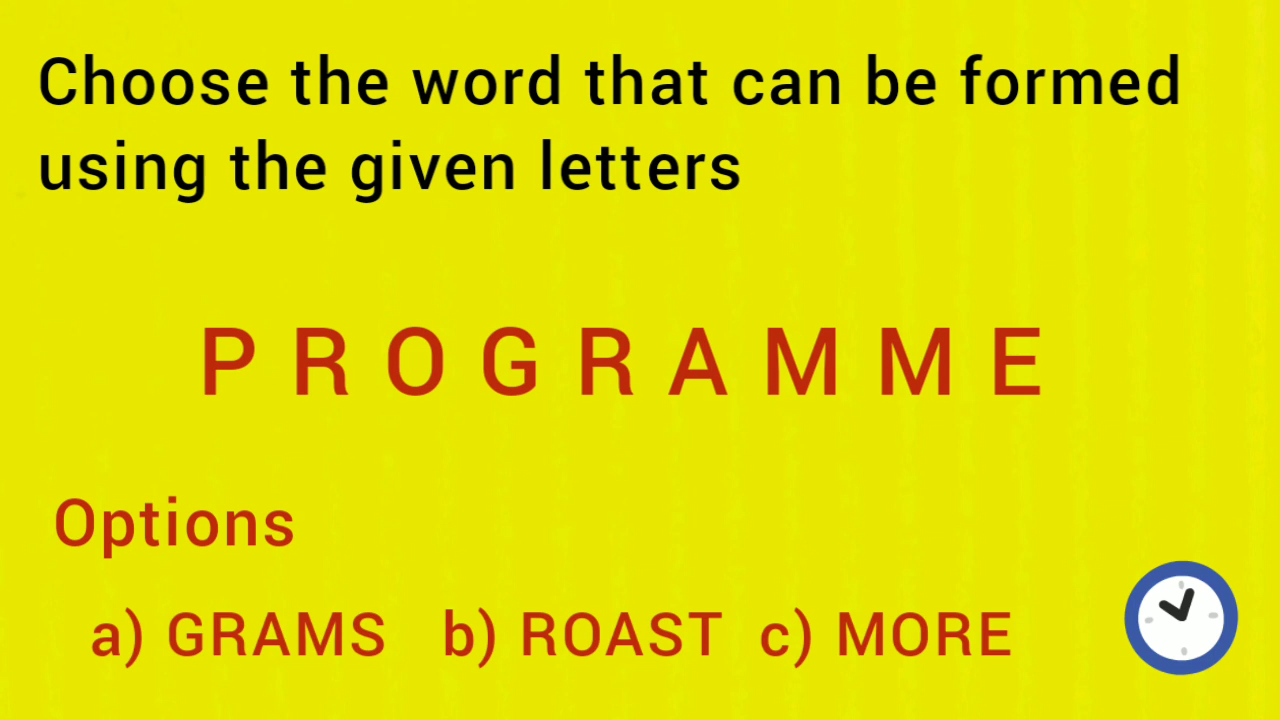 Choose the word that can be formed
using the given letters
P R O G R A M M E
Options
a) GRAMS b) ROAST c) MORE